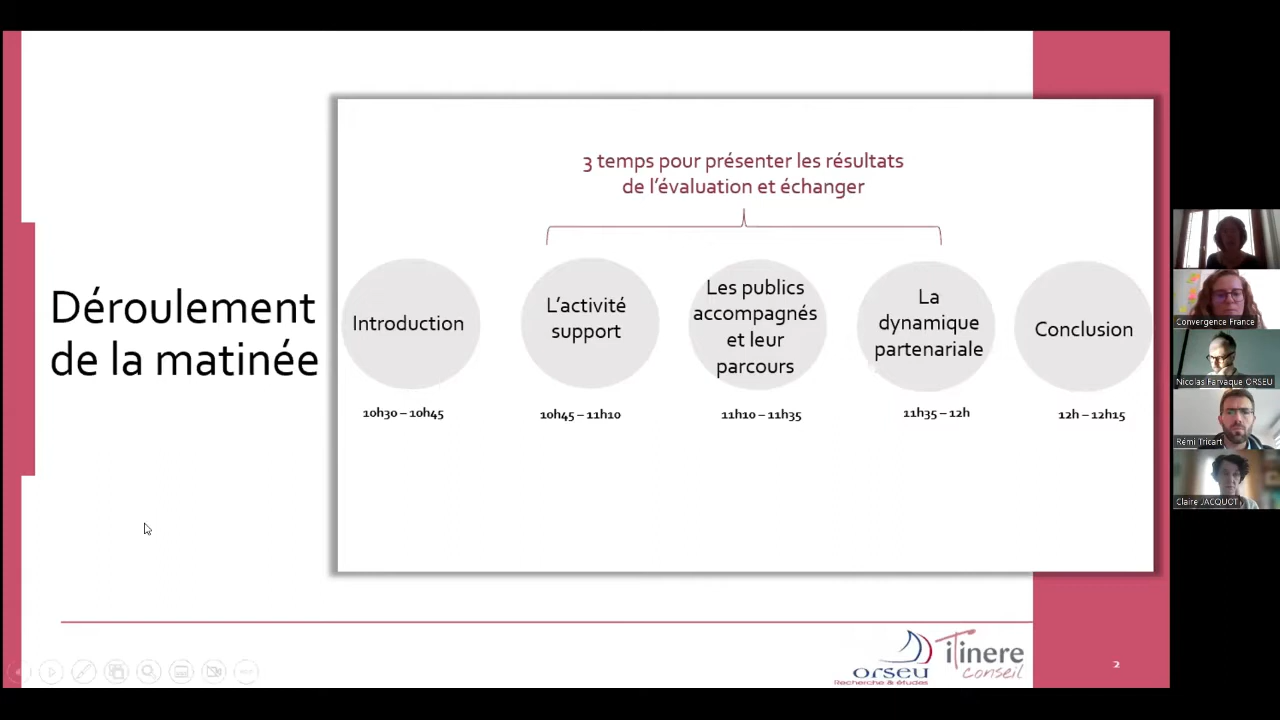 Déroulement
de la matinée
3 temps pour présenter les résultats
de l'évaluation et échanger
Introduction
10h30 – 10h45
L'activité
support
10h45 – 11h10
Les publics
accompagnés
et leur
parcours
11h10 – 11h35
La
dynamique
partenariale
11h35 – 12h
Conclusion
12h – 12h15
orseu
Recherche & études
itinere
conseil
2
Convergence France
Nicolas Farvaque ORSEU
Rémi Tricart
Claire JACQUOT